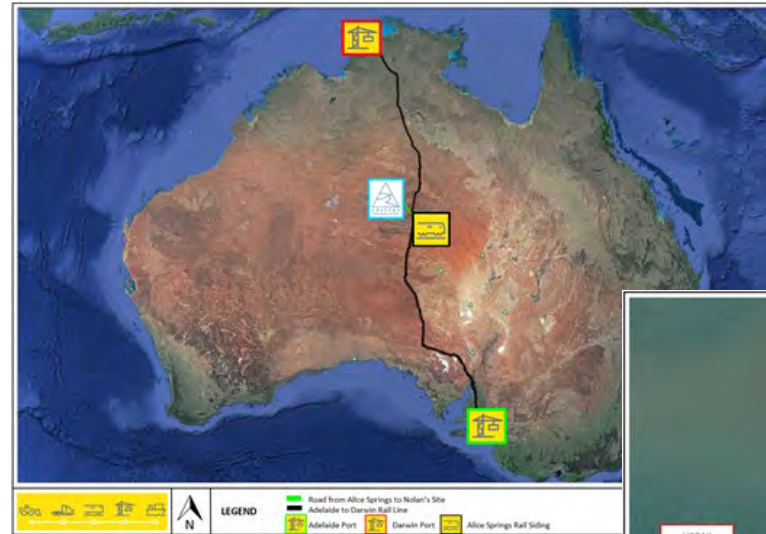 LEGEND
Road from Alice Springs to Nolan's Site
Adelaide to Darwin Rail Line
Adelaide Port
Darwin Port
Alice Springs Rail Siding
N